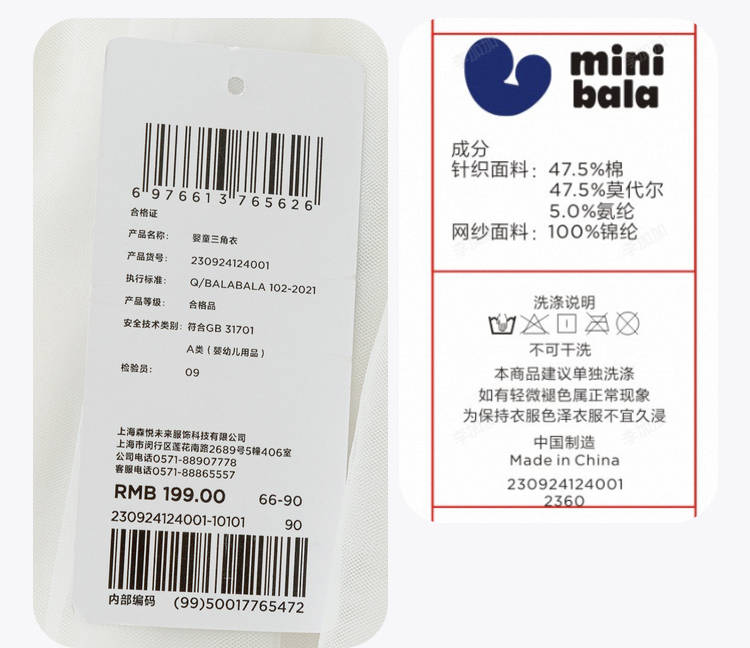 6 976613 765626
合格证
产品名称: 婴童三角衣
产品货号: 230924124001
执行标准: Q/BALABALA 102-2021
产品等级: 合格品
安全技术类别: 符合GB 31701
A类 ( 婴幼儿用品 )
检验员: 09
上海森悦未来服饰科技有限公司
上海市闵行区莲花南路2689号5幢406室
公司电话0571-88907778
客服电话0571-88865557
RMB 199.00 66-90
230924124001-10101 90
内部编码 (99)50017765472
mini
bala
成分
针织面料: 47.5%棉
47.5%莫代尔
5.0%氨纶
网纱面料: 100%锦纶
洗涤说明
不可干洗
本商品建议单独洗涤
如有轻微褪色属正常现象
为保持衣服色泽衣服不宜久浸
中国制造
Made in China
230924124001
2360